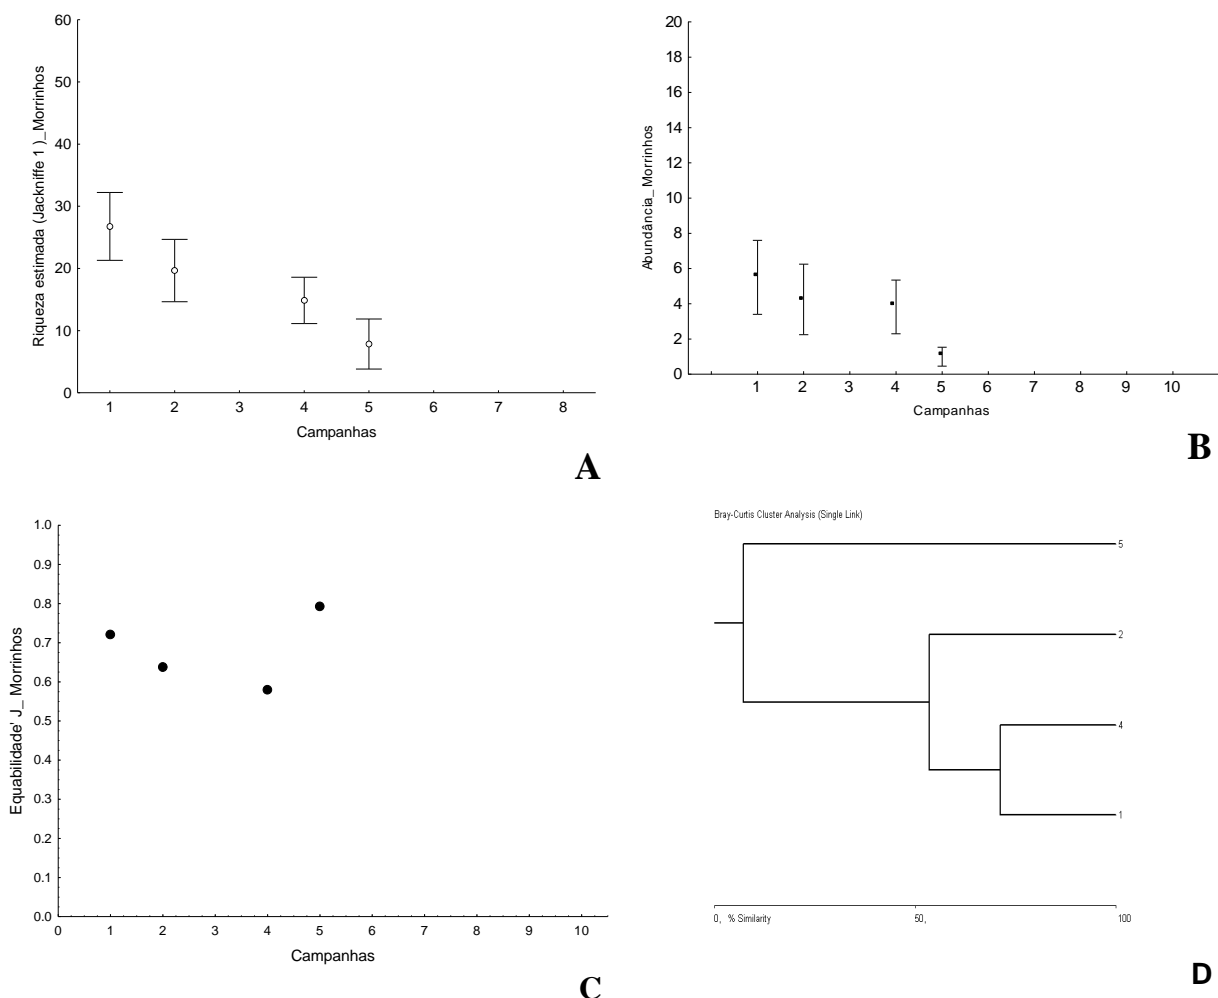 60
50
40
30
20
10
0
Riqueza estimada (Jackniffe 1 )_Morrinhos
1 2 3 4 5 6 7 8
Campanhas
A
20
18
16
14
12
10
8
6
4
2
0
Abundância_ Morrinhos
1 2 3 4 5 6 7 8 9 10
Campanhas
B
1.0
0.9
0.8
0.7
0.6
0.5
0.4
0.3
0.2
0.1
0.0
Equabilidade' J_ Morrinhos
0 1 2 3 4 5 6 7 8 9 10
Campanhas
C
Bray-Curtis Cluster Analysis (Single Link)
5
2
4
1
0, % Similarity 50, 100
D